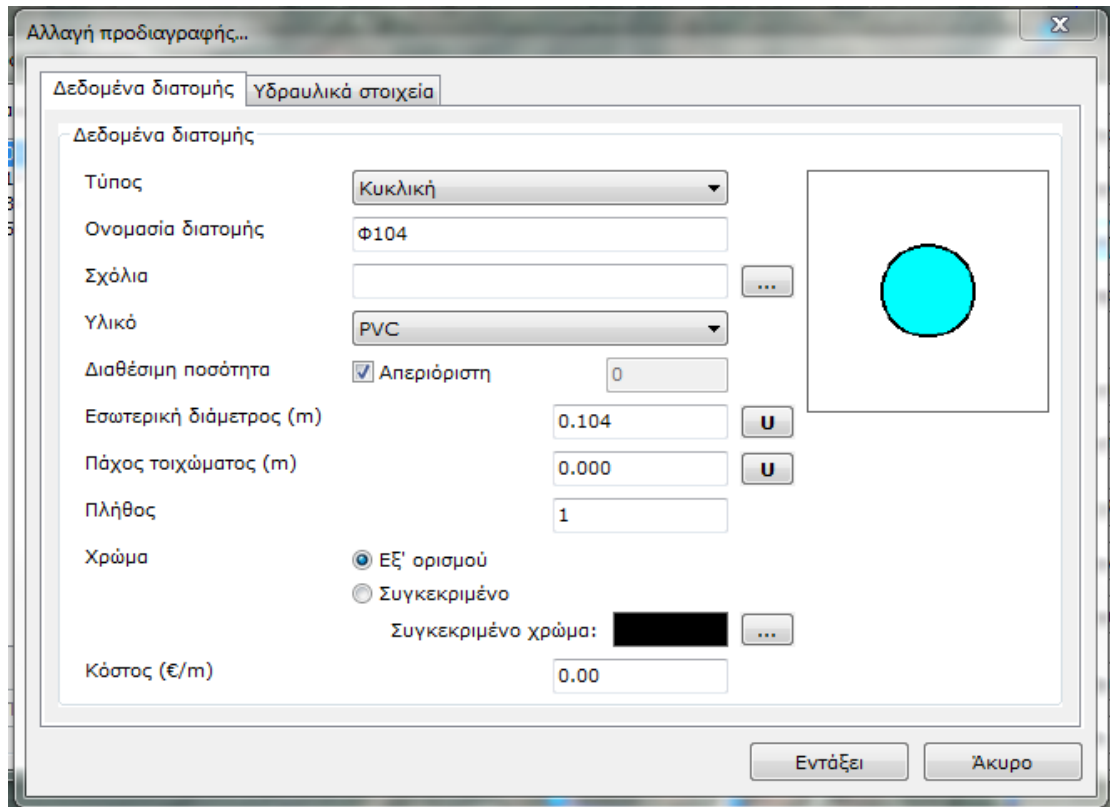 Αλλαγή προδιαγραφής...
X
Δεδομένα διατομής Υδραυλικά στοιχεία
Δεδομένα διατομής
Τύπος Κυκλική
Ονομασία διατομής Φ104
Σχόλια ...
Υλικό PVC
Διαθέσιμη ποσότητα Απεριόριστη 0
Εσωτερική διάμετρος (m) 0.104 U
Πάχος τοιχώματος (m) 0.000 U
Πλήθος 1
Χρώμα Εξ' ορισμού
Συγκεκριμένο
Συγκεκριμένο χρώμα: ...
Κόστος (€/m) 0.00
Εντάξει Άκυρο